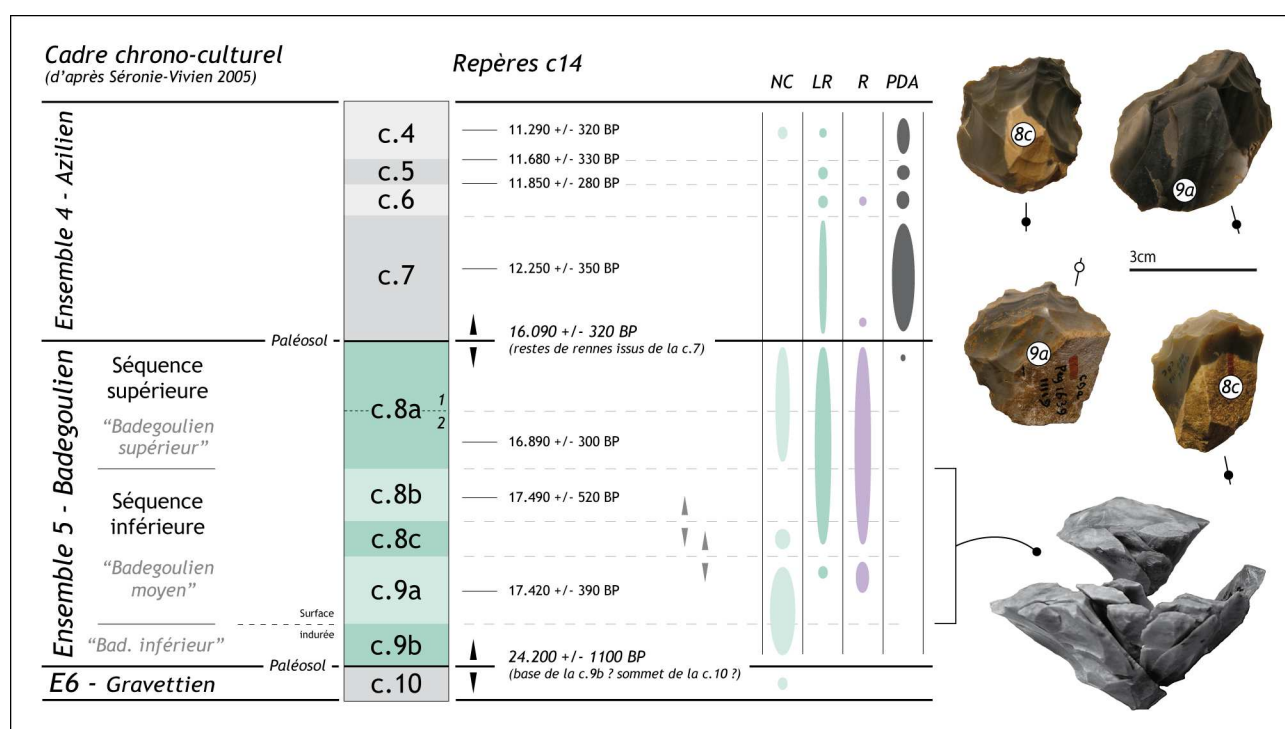 Cadre chrono-culturel
(d'après Séronie-Vivien 2005)
Repères c14
NC LR R PDA
Ensemble 4 - Azilien
c.4
11.290 +/- 320 BP
11.680 +/- 330 BP
c.5
11.850 +/- 280 BP
c.6
c.7
12.250 +/- 350 BP
Paléosol
16.090 +/- 320 BP
(restes de rennes issus de la c.7)
Ensemble 5 - Badegoulien
Séquence
supérieure
“Badegoulien
supérieur”
c.8a
1
2
16.890 +/- 300 BP
Séquence
inférieure
“Badegoulien
moyen”
c.8b
17.490 +/- 520 BP
c.8c
c.9a
17.420 +/- 390 BP
Surface
indurée
“Bad. inférieur”
c.9b
Paléosol
24.200 +/- 1100 BP
(base de la c.9b ? sommet de la c.10 ?)
E6 - Gravettien
c.10
8c
9a
3cm
9a
8c